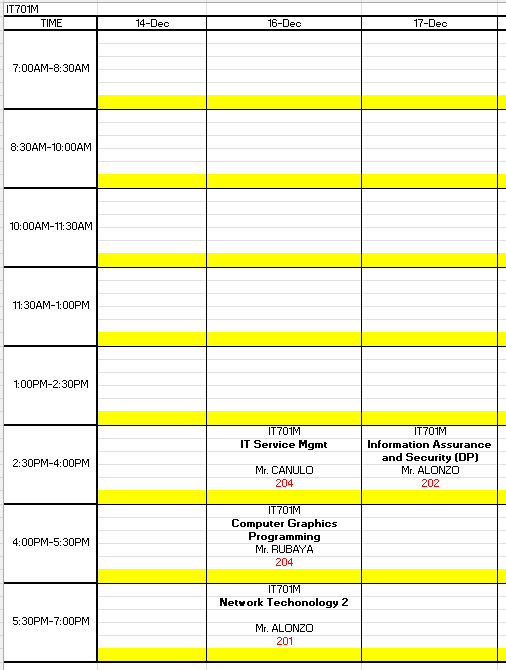 IT701M
TIME 14-Dec 16-Dec 17-Dec
7:00AM-8:30AM
8:30AM-10:00AM
10:00AM-11:30AM
11:30AM-1:00PM
1:00PM-2:30PM
2:30PM-4:00PM
IT701M
IT Service Mgmt
Mr. CANULO
204
IT701M
Information Assurance
and Security (DP)
Mr. ALONZO
202
4:00PM-5:30PM
IT701M
Computer Graphics
Programming
Mr. RUBAYA
204
5:30PM-7:00PM
IT701M
Network Techonology 2
Mr. ALONZO
201